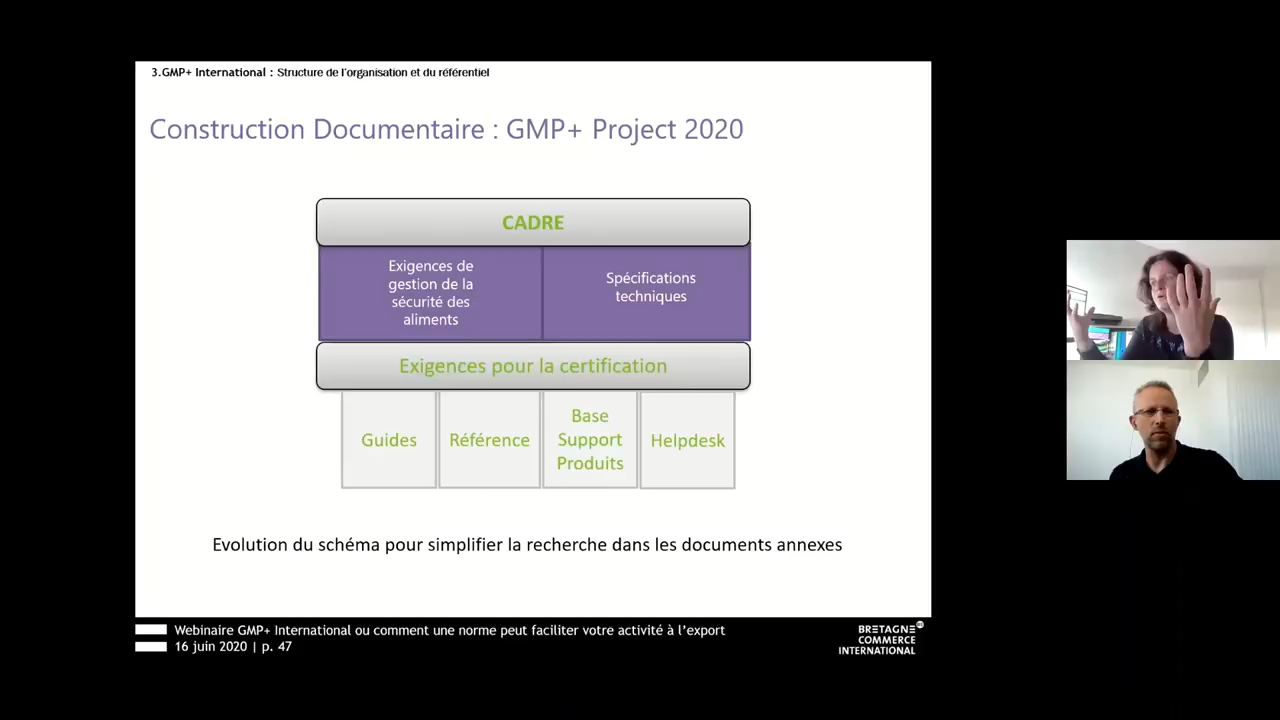 3.GMP+ International : Structure de l'organisation et du référentiel
Construction Documentaire : GMP+ Project 2020
CADRE
Exigences de
gestion de la
sécurité des
aliments
Spécifications
techniques
Exigences pour la certification
Guides
Référence
Base
Support
Produits
Helpdesk
Evolution du schéma pour simplifier la recherche dans les documents annexes
Webinaire GMP+ International ou comment une norme peut faciliter votre activité à l'export
16 juin 2020 | p. 47
BRETAGNE
COMMERCE
INTERNATIONAL